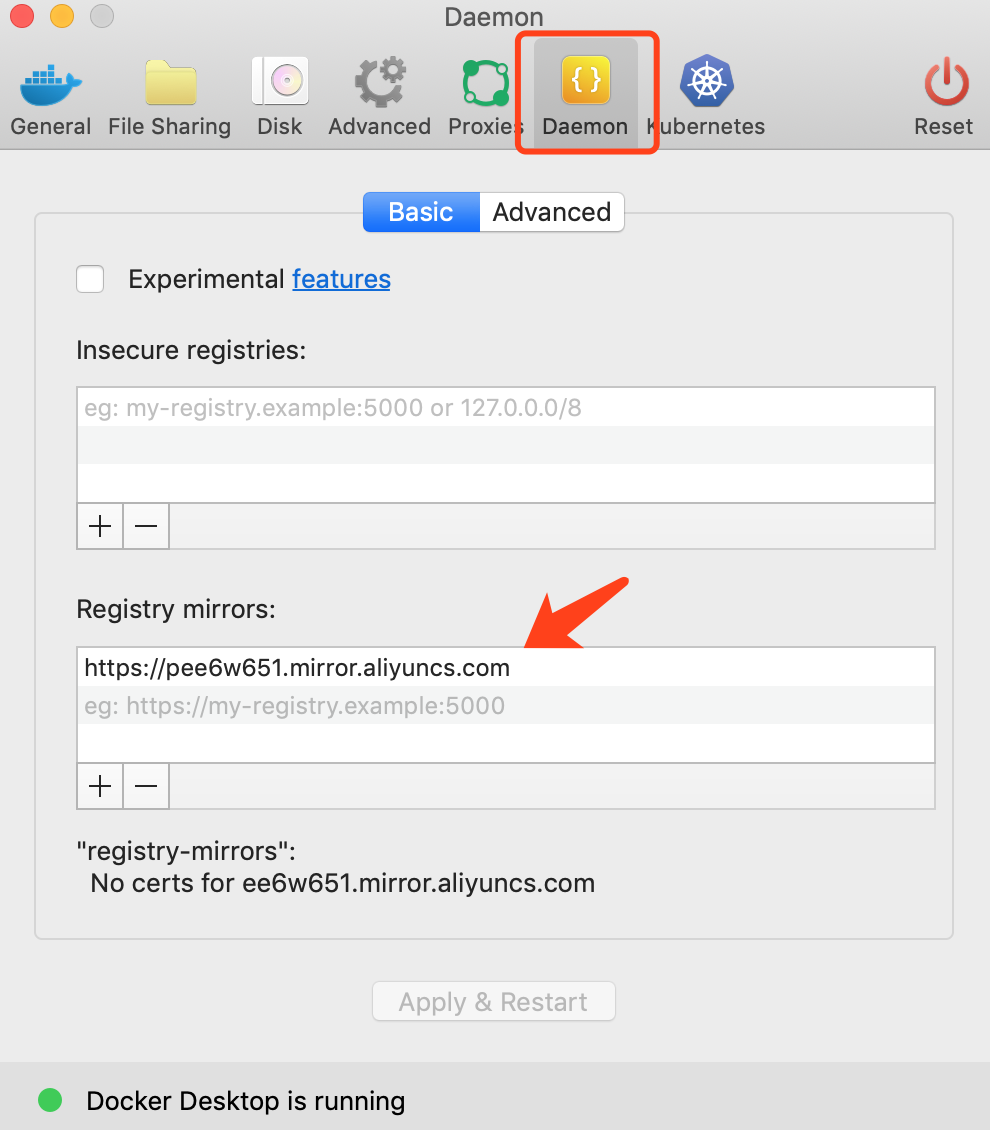 Daemon
General File Sharing Disk Advanced Proxies Daemon Kubernetes Reset
Basic Advanced
Experimental features
Insecure registries:
eg: my-registry.example:5000 or 127.0.0.0/8
Registry mirrors:
https://pee6w651.mirror.aliyuncs.com
eg: https://my-registry.example:5000
"registry-mirrors":
No certs for ee6w651.mirror.aliyuncs.com
Apply & Restart
Docker Desktop is running